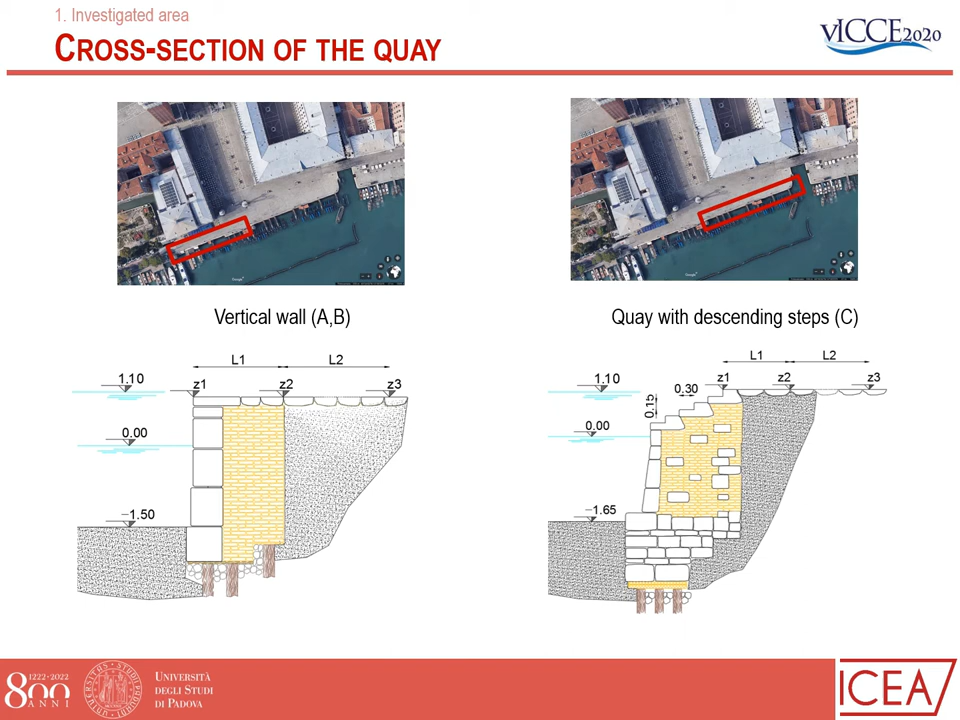 1. Investigated area
CROSS-SECTION OF THE QUAY
vICCE2020
Vertical wall (A,B)
Quay with descending steps (C)
L1 L2
1.10 z1 z2 z3
0.00
−1.50
L1 L2
1.10 0.30 z1 z2 z3
0.15
0.00
−1.65
1222-2022
800
ANNI
UNIVERSITÀ
DEGLI STUDI
DI PADOVA
ICEA